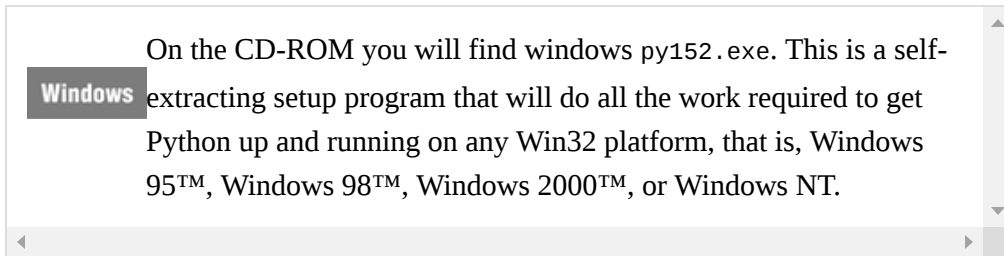 On the CD-ROM you will find windows py152.exe. This is a self-
Windows extracting setup program that will do all the work required to get
Python up and running on any Win32 platform, that is, Windows
95™, Windows 98™, Windows 2000™, or Windows NT.